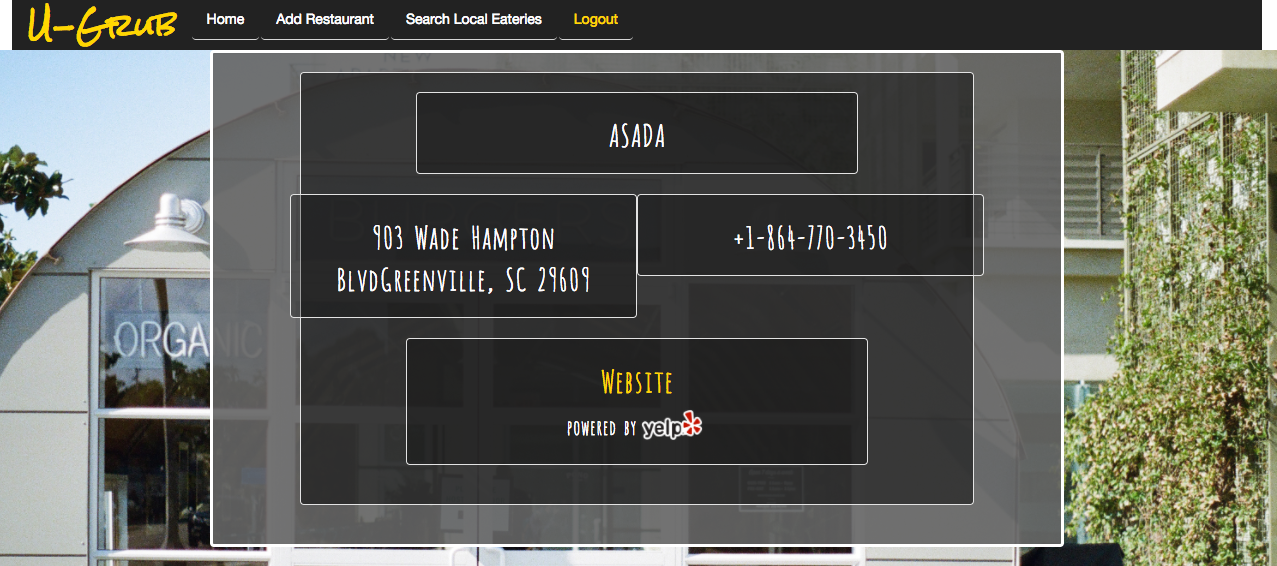 U-Grub
Home
Add Restaurant
Search Local Eateries
Logout
NEW
ASADA
903 Wade Hampton
BlvdGreenville, SC 29609
+1-864-770-3450
ORGANIC
Website
POWERED BY yelp